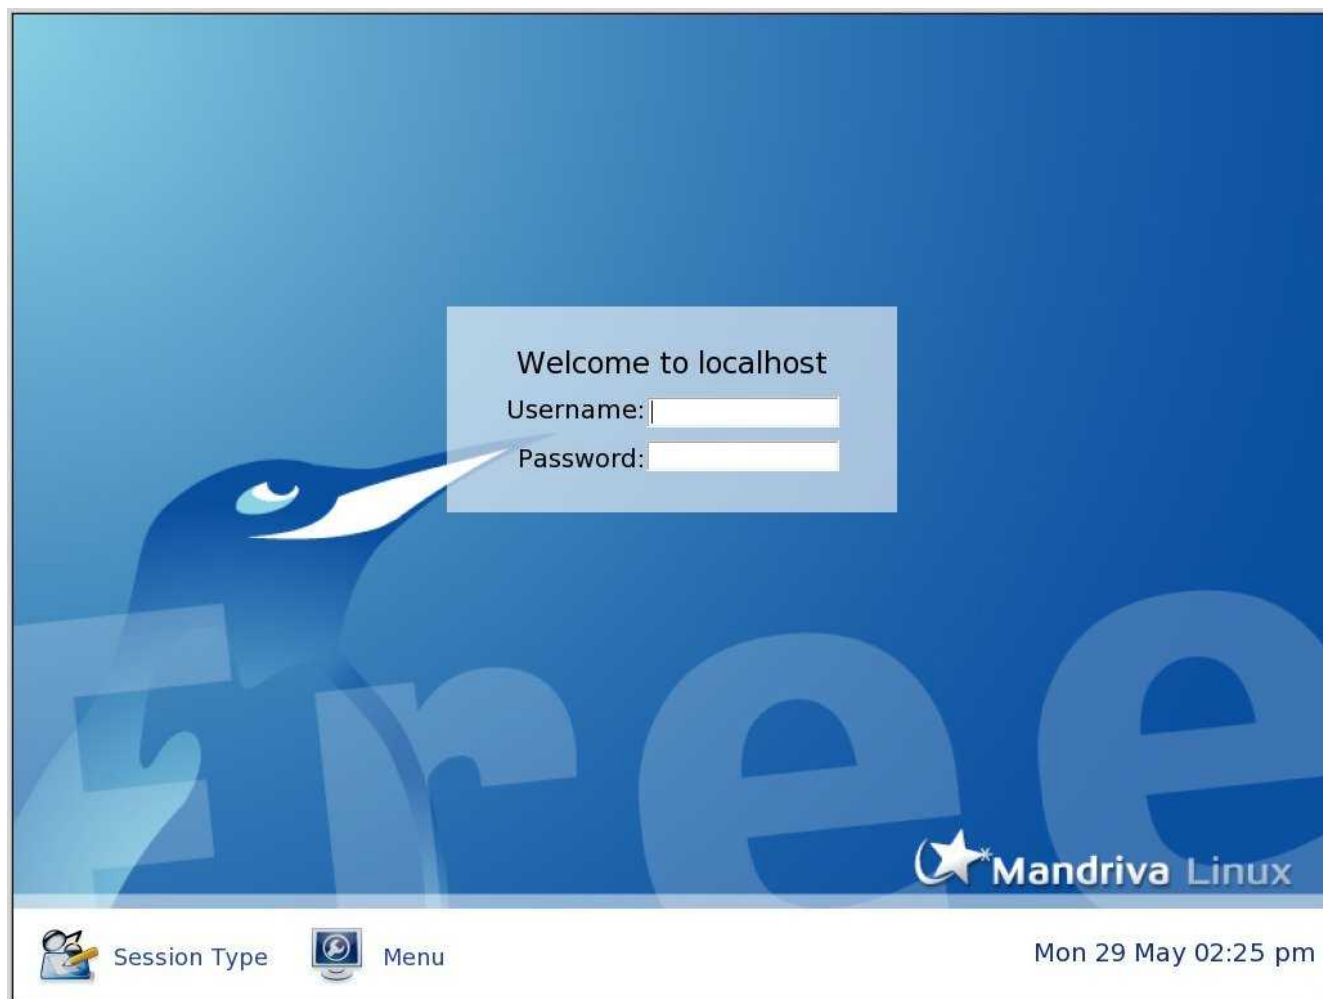 Welcome to localhost
Username:
Password:
Free
Mandriva Linux
Session Type
Menu
Mon 29 May 02:25 pm